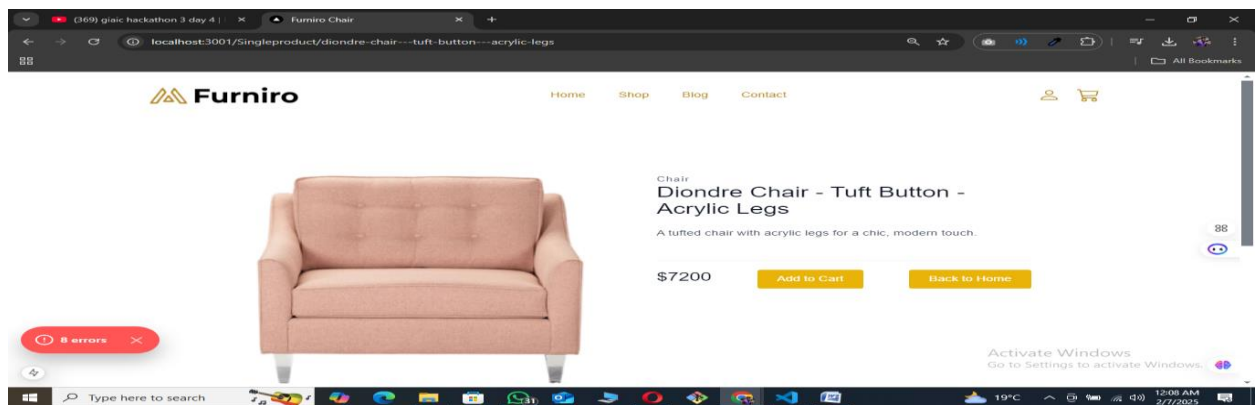 (369) giaic hackathon 3 day 4 |
Furniro Chair
localhost:3001/Singleproduct/diondre-chair---tuft-button---acrylic-legs
All Bookmarks
Furniro
Home Shop Blog Contact
Chair
Diondre Chair - Tuft Button -
Acrylic Legs
A tufted chair with acrylic legs for a chic, modern touch.
$7200 Add to Cart Back to Home
88
8 errors
Activate Windows
Go to Settings to activate Windows.
Type here to search
19°C
12:08 AM
2/7/2025